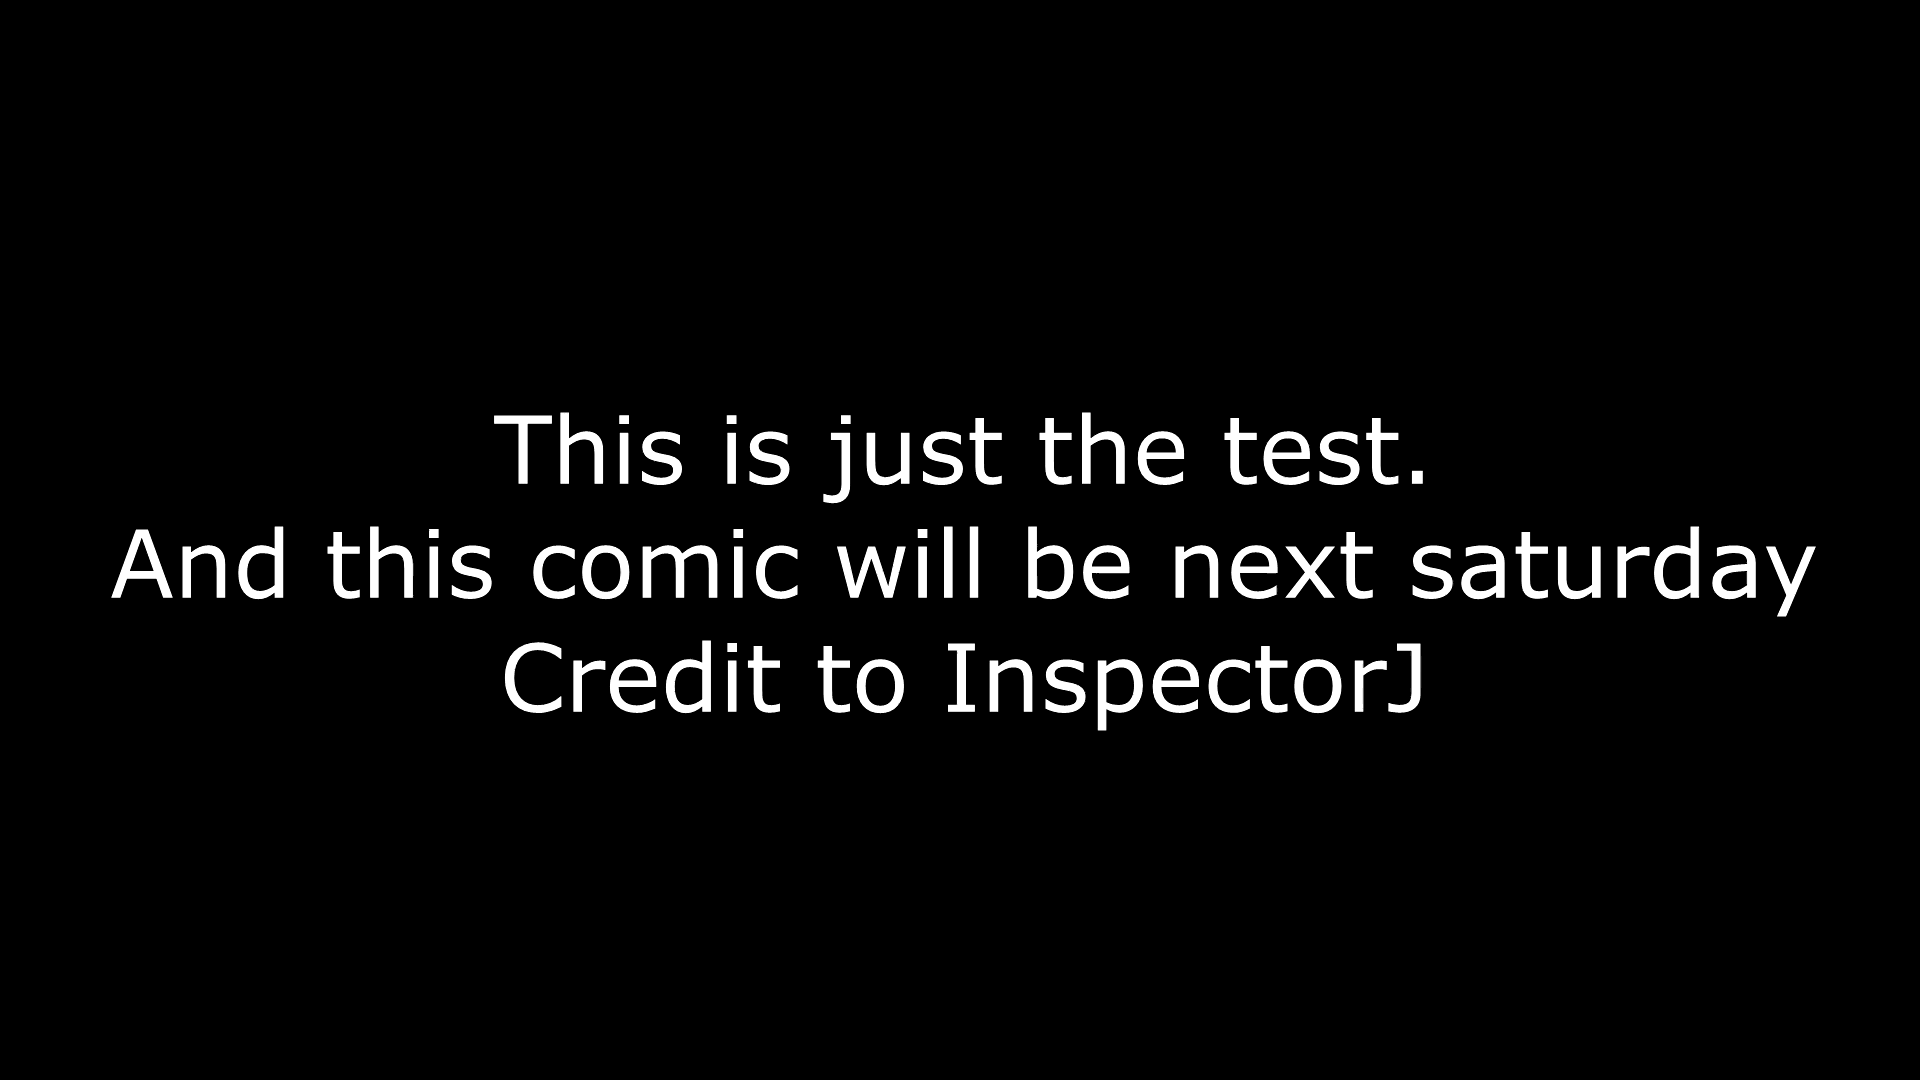 This is just the test.
And this comic will be next saturday
Credit to InspectorJ